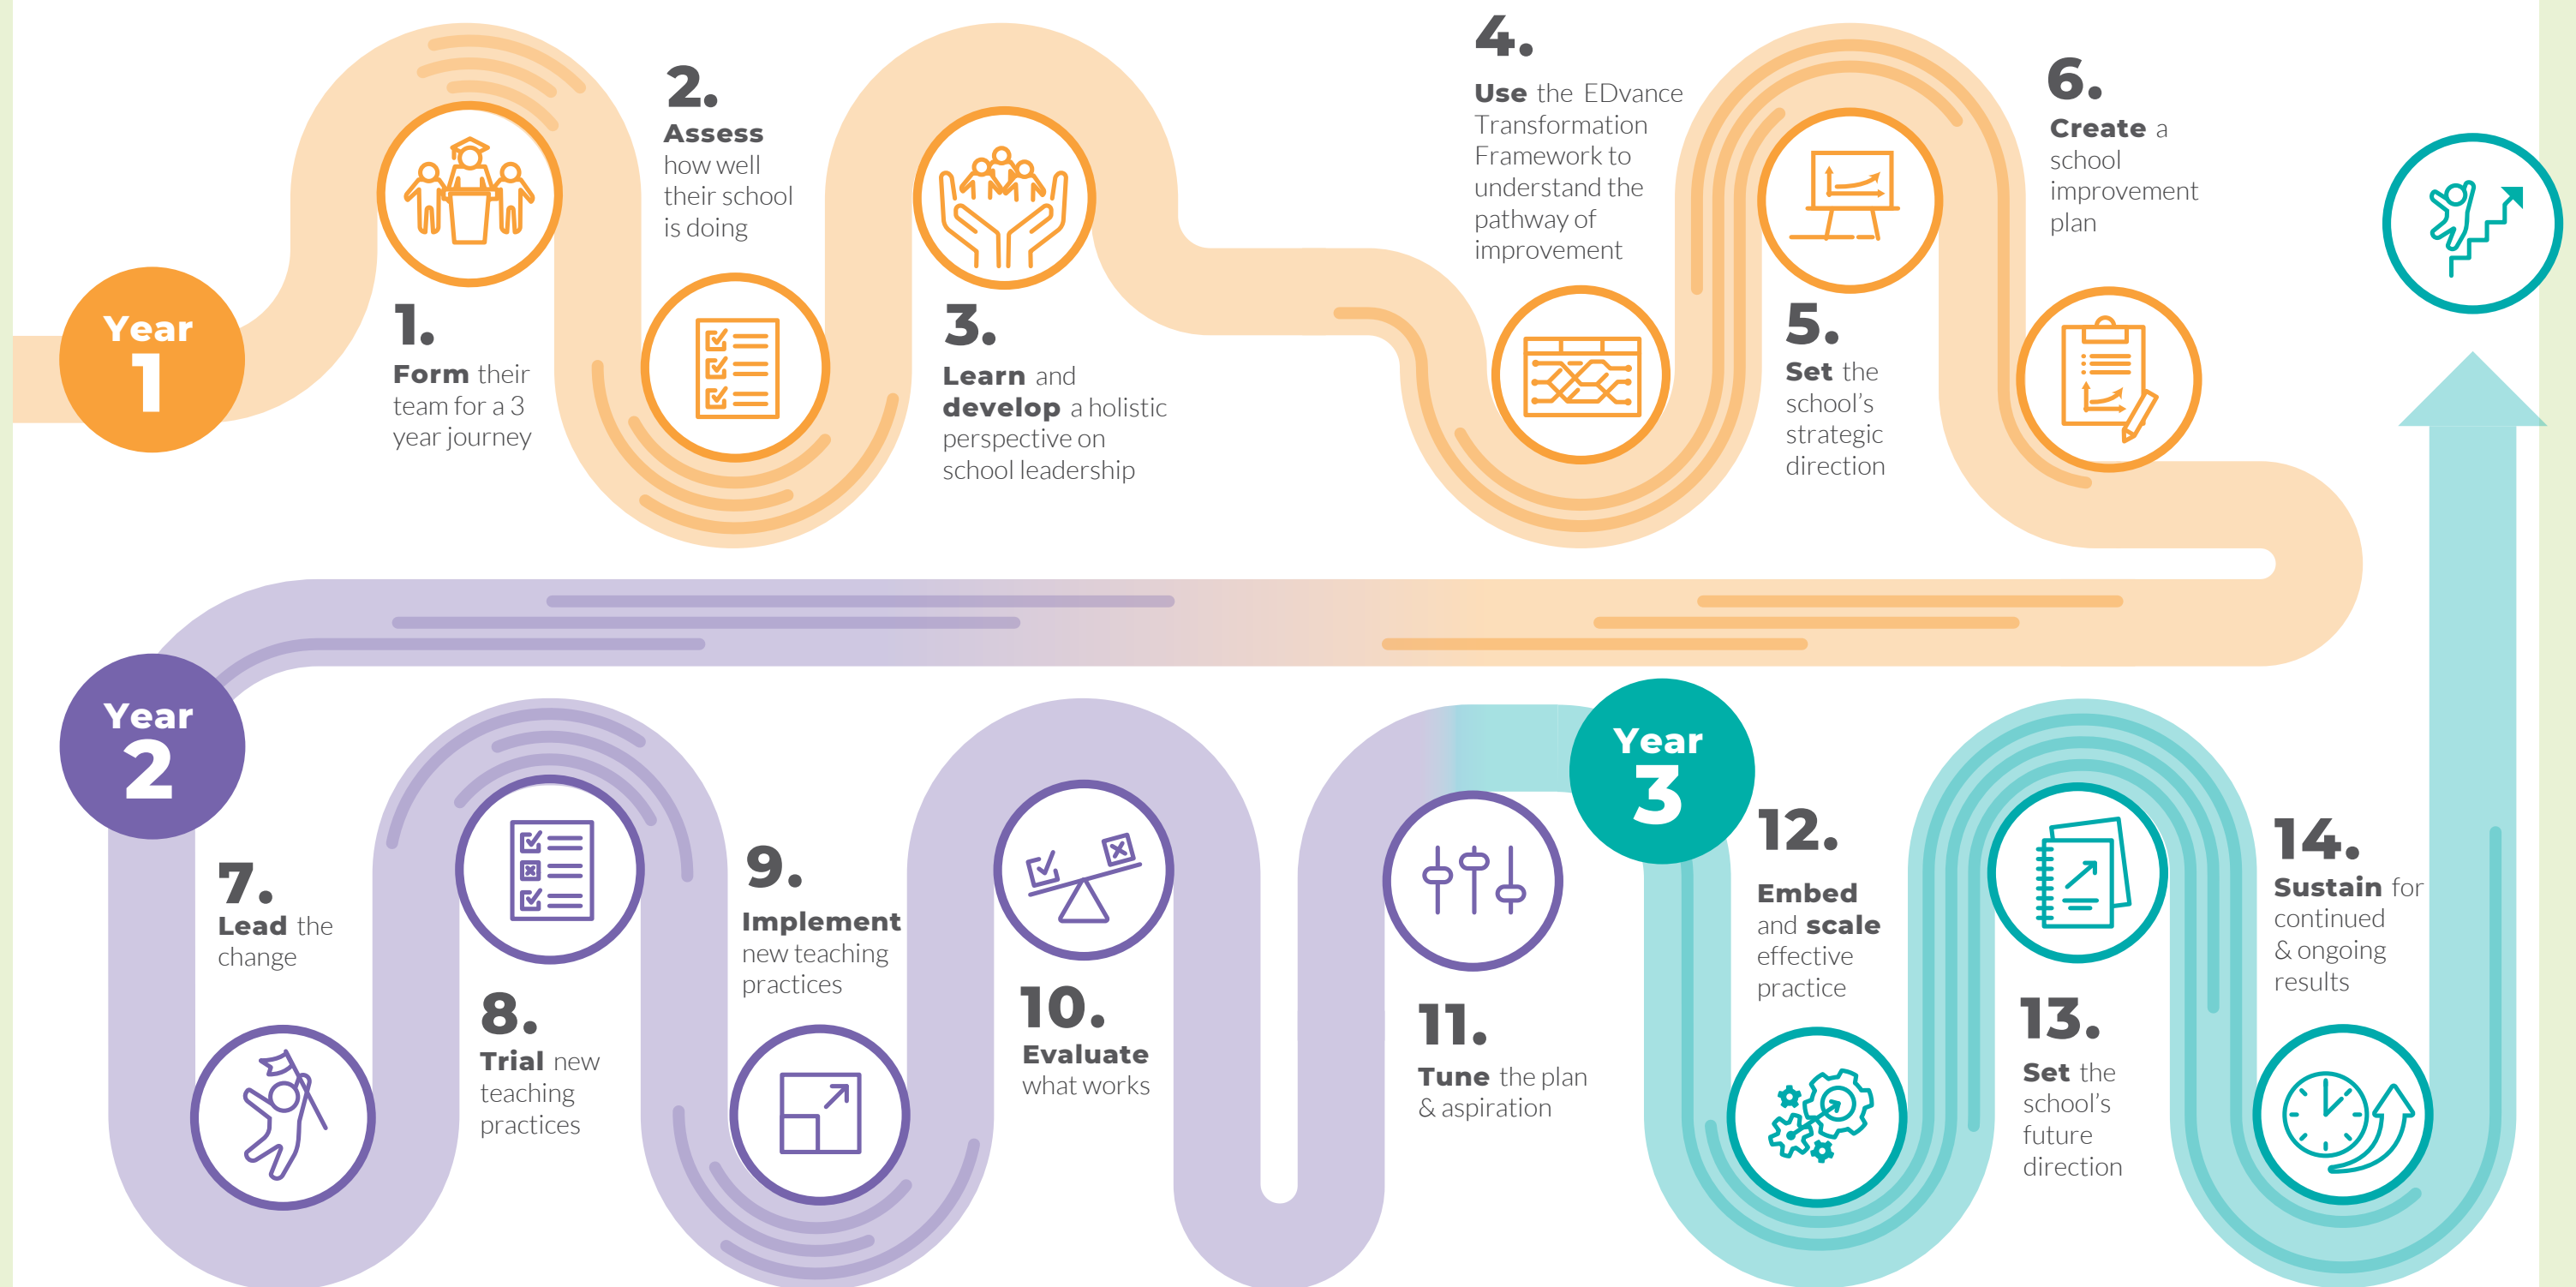 Year
1
1.
Form their
team for a 3
year journey
2.
Assess
how well
their school
is doing
3.
Learn and
develop a holistic
perspective on
school leadership
4.
Use the EDvance
Transformation
Framework to
understand the
pathway of
improvement
5.
Set the
school’s
strategic
direction
6.
Create a
school
improvement
plan
Year
2
7.
Lead the
change
8.
Trial new
teaching
practices
9.
Implement
new teaching
practices
10.
Evaluate
what works
11.
Tune the plan
& aspiration
Year
3
12.
Embed
and scale
effective
practice
13.
Set the
school’s
future
direction
14.
Sustain for
continued
& ongoing
results